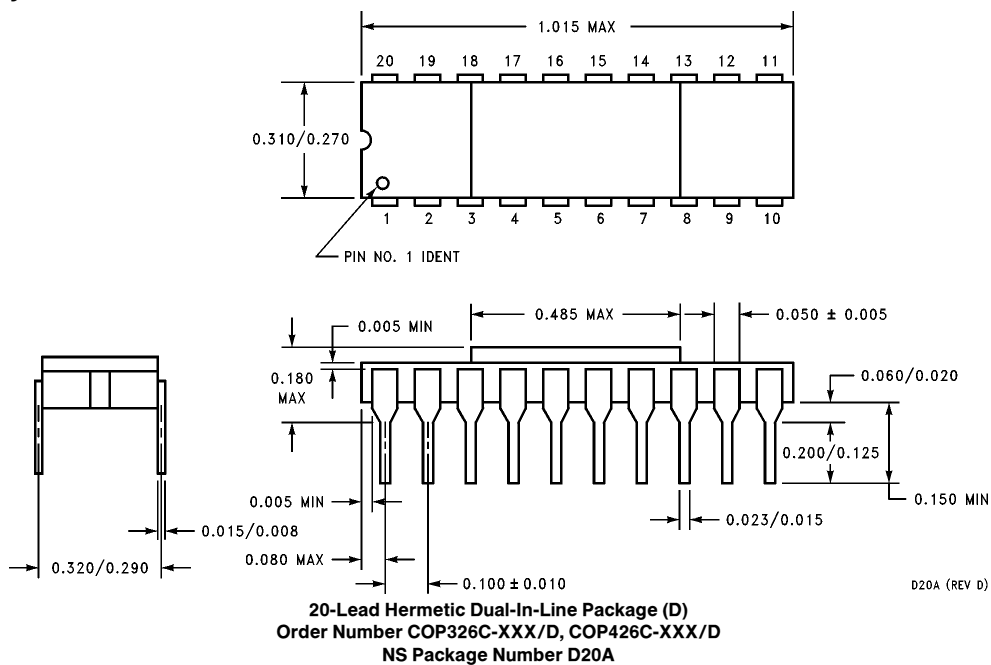 1.015 MAX
20 19 18 17 16 15 14 13 12 11
0.310/0.270
1 2 3 4 5 6 7 8 9 10
PIN NO. 1 IDENT
0.005 MIN
0.485 MAX
0.050 ± 0.005
0.180
MAX
0.060/0.020
0.200/0.125
0.005 MIN
0.150 MIN
0.015/0.008
0.023/0.015
0.080 MAX
0.320/0.290
0.100 ± 0.010
D20A (REV D)
20-Lead Hermetic Dual-In-Line Package (D)
Order Number COP326C-XXX/D, COP426C-XXX/D
NS Package Number D20A